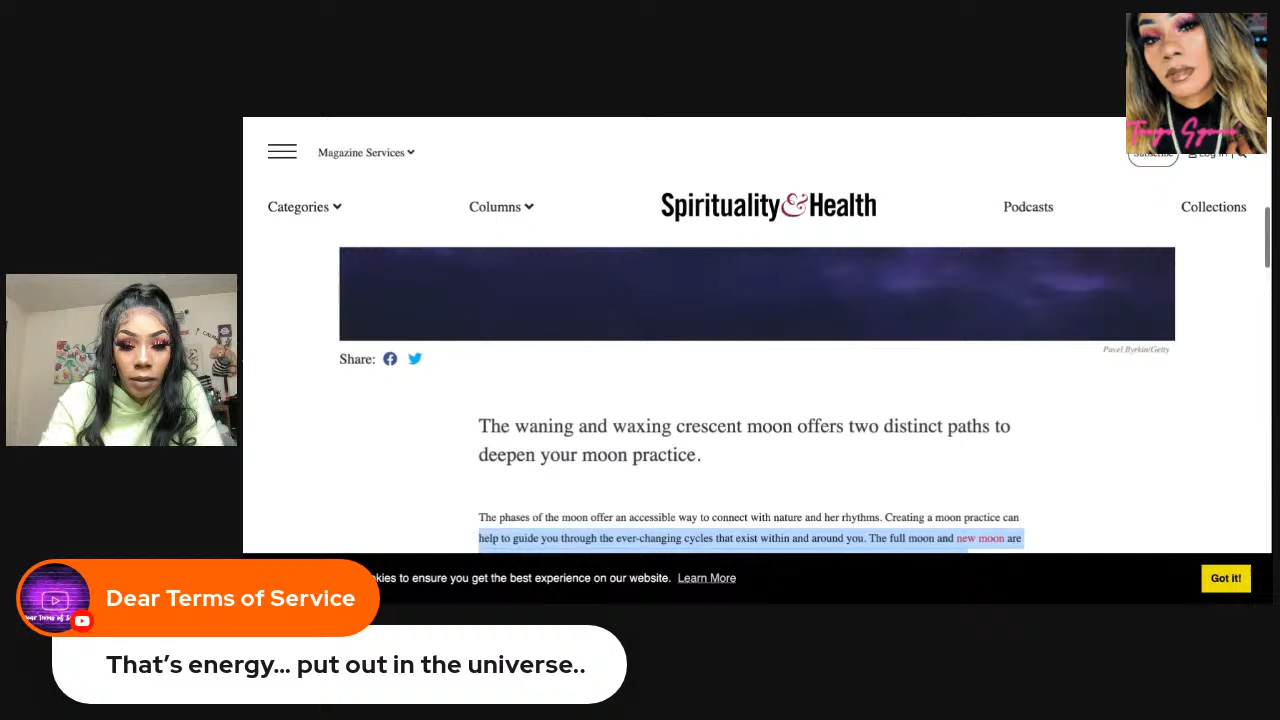 Magazine Services
Subscribe
Log in
Categories
Columns
Spirituality & Health
Podcasts
Collections
Share:
Pavel Byrkin/Getty
The waning and waxing crescent moon offers two distinct paths to
deepen your moon practice.
The phases of the moon offer an accessible way to connect with nature and her rhythms. Creating a moon practice can
help to guide you through the ever-changing cycles that exist within and around you. The full moon and new moon are
kies to ensure you get the best experience on our website. Learn More
Got it!
Dear Terms of Service
That’s energy... put out in the universe..